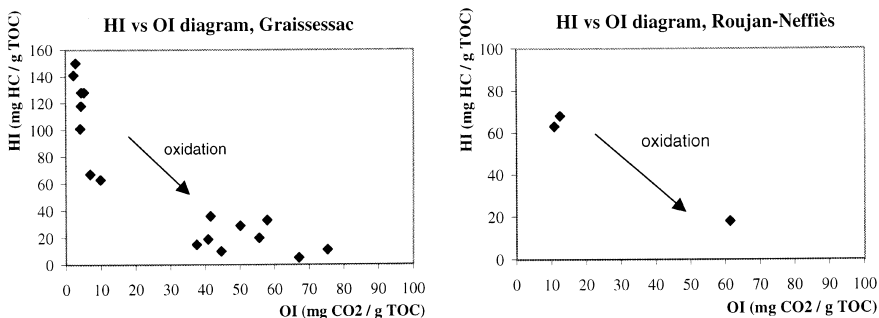 HI vs OI diagram, Graissessac
HI (mg HC / g TOC)
160
140
120
100
80
60
40
20
0
oxidation
0 10 20 30 40 50 60 70 80 90 100
OI (mg CO2 / g TOC)
HI vs OI diagram, Roujan-Neffiès
HI (mg HC / g TOC)
100
80
60
40
20
0
oxidation
0 10 20 30 40 50 60 70 80 90 100
OI (mg CO2 / g TOC)